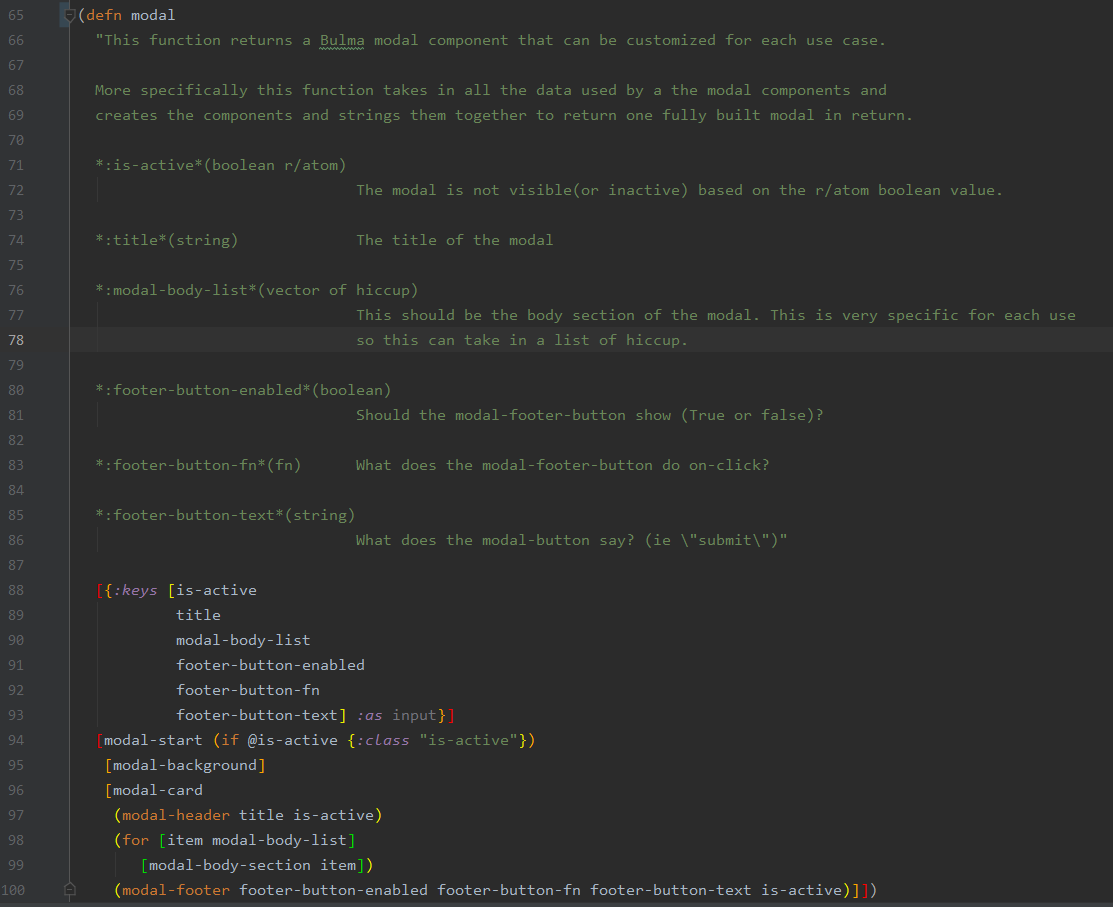 65 (defn modal
66 "This function returns a Bulma modal component that can be customized for each use case.
67
68 More specifically this function takes in all the data used by a the modal components and
69 creates the components and strings them together to return one fully built modal in return.
70
71 *:is-active*(boolean r/atom)
72 The modal is not visible(or inactive) based on the r/atom boolean value.
73
74 *:title*(string) The title of the modal
75
76 *:modal-body-list*(vector of hiccup)
77 This should be the body section of the modal. This is very specific for each use
78 so this can take in a list of hiccup.
79
80 *:footer-button-enabled*(boolean)
81 Should the modal-footer-button show (True or false)?
82
83 *:footer-button-fn*(fn) What does the modal-footer-button do on-click?
84
85 *:footer-button-text*(string)
86 What does the modal-button say? (ie \"submit\")"
87
88 [{:keys [is-active
89 title
90 modal-body-list
91 footer-button-enabled
92 footer-button-fn
93 footer-button-text] :as input}]
94 [modal-start (if @is-active {:class "is-active"})
95 [modal-background]
96 [modal-card
97 (modal-header title is-active)
98 (for [item modal-body-list]
99 [modal-body-section item])
100 (modal-footer footer-button-enabled footer-button-fn footer-button-text is-active)]])